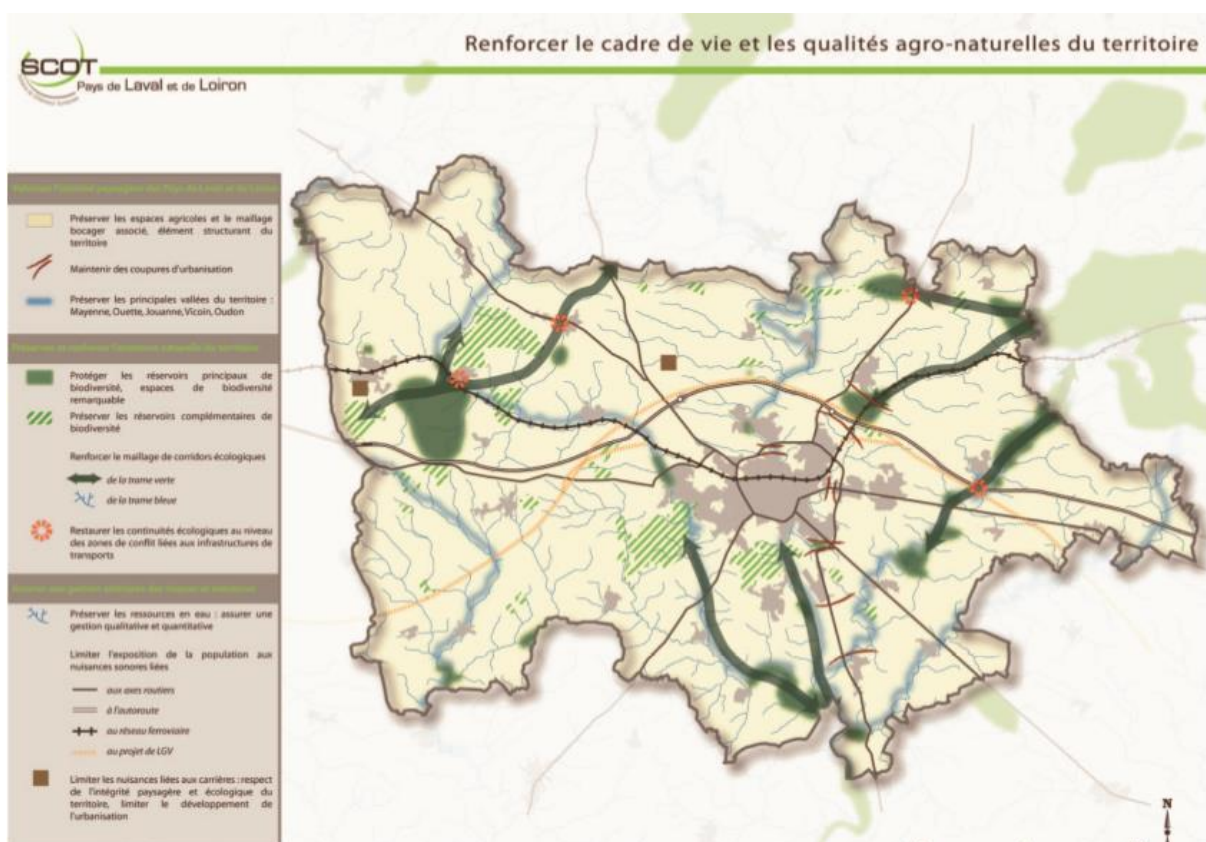 Renforcer le cadre de vie et les qualités agro-naturelles du territoire
SCOT
Pays de Laval et de Loiron
Préserver les espaces agricoles et le maillage
bocager associé, élément structurant du
territoire
Maintenir des coupures d'urbanisation
Préserver les principales vallées du territoire :
Mayenne, Ouette, Jouanne, Vicoin, Oudon
Protéger les réservoirs principaux de
biodiversité, espaces de biodiversité
remarquable
Préserver les réservoirs complémentaires de
biodiversité
Renforcer le maillage de corridors écologiques
de la trame verte
de la trame bleue
Restaurer les continuités écologiques au niveau
des zones de conflit liées aux infrastructures de
transports
Préserver les ressources en eau : assurer une
gestion qualitative et quantitative
Limiter l'exposition de la population aux
nuisances sonores liées
aux axes routiers
à l'autoroute
au réseau ferroviaire
au projet de LGV
Limiter les nuisances liées aux carrières : respect
de l'intégrité paysagère et écologique du
territoire, limiter le développement de
l'urbanisation
N